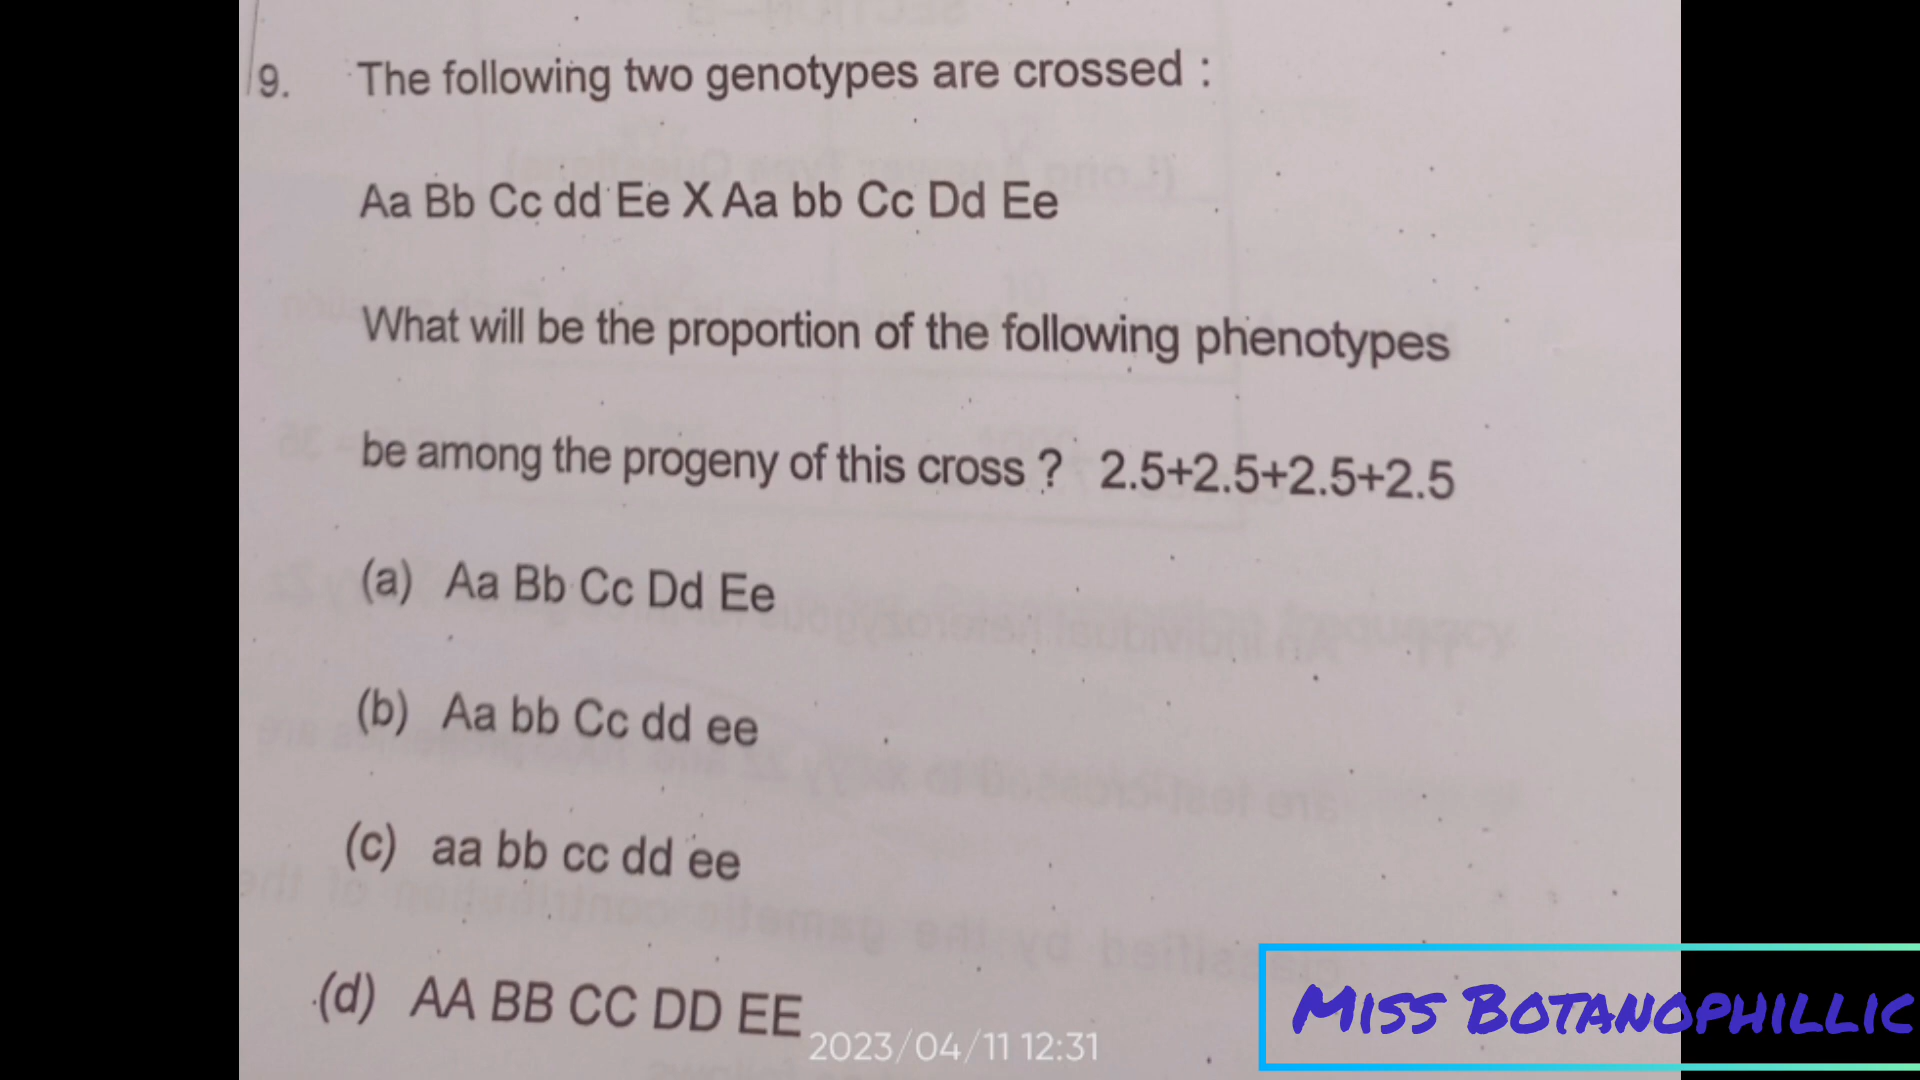 9. The following two genotypes are crossed :
Aa Bb Cc dd Ee X Aa bb Cc Dd Ee
What will be the proportion of the following phenotypes
be among the progeny of this cross ? 2.5+2.5+2.5+2.5
(a) Aa Bb Cc Dd Ee
(b) Aa bb Cc dd ee
(c) aa bb cc dd ee
(d) AA BB CC DD EE
2023/04/11 12:31
MISS BOTANOPHILLIC